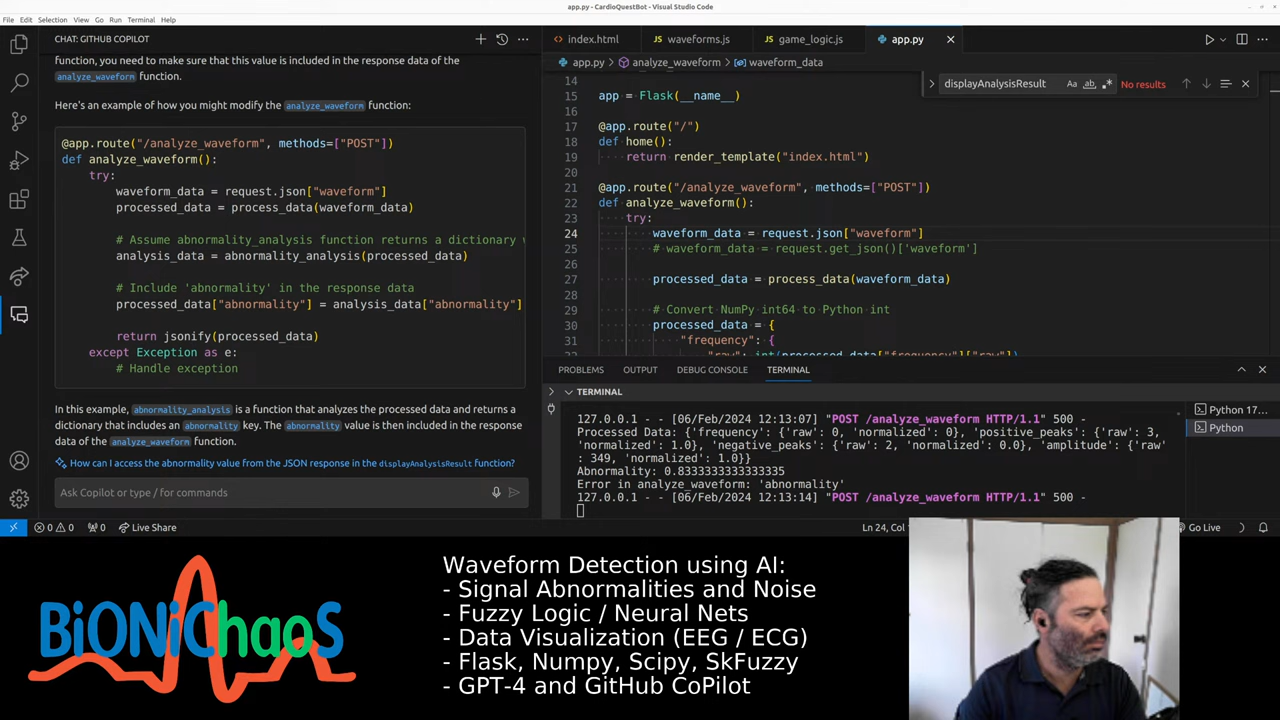 app.py - CardioQuestBot - Visual Studio Code
File Edit Selection View Go Run Terminal Help
CHAT: GITHUB COPILOT
function, you need to make sure that this value is included in the response data of the
analyze_waveform function.
Here's an example of how you might modify the analyze_waveform function:
@app.route("/analyze_waveform", methods=["POST"])
def analyze_waveform():
try:
waveform_data = request.json["waveform"]
processed_data = process_data(waveform_data)
# Assume abnormality_analysis function returns a dictionary
analysis_data = abnormality_analysis(processed_data)
# Include 'abnormality' in the response data
processed_data["abnormality"] = analysis_data["abnormality"]
return jsonify(processed_data)
except Exception as e:
# Handle exception
In this example, abnormality_analysis is a function that analyzes the processed data and returns a
dictionary that includes an abnormality key. The abnormality value is then included in the response
data of the analyze_waveform function.
How can I access the abnormality value from the JSON response in the displayAnalysisResult function?
Ask Copilot or type / for commands
index.html waveforms.js game_logic.js app.py
app.py > analyze_waveform > waveform_data
displayAnalysisResult Aa ab No results
14
15 app = Flask(__name__)
16
17 @app.route("/")
18 def home():
19 return render_template("index.html")
20
21 @app.route("/analyze_waveform", methods=["POST"])
22 def analyze_waveform():
23 try:
24 waveform_data = request.json["waveform"]
25 # waveform_data = request.get_json()['waveform']
26
27 processed_data = process_data(waveform_data)
28
29 # Convert NumPy int64 to Python int
30 processed_data = {
31 "frequency": {
32 "raw": int(processed_data["frequency"]["raw"])
PROBLEMS OUTPUT DEBUG CONSOLE TERMINAL
TERMINAL
127.0.0.1 - - [06/Feb/2024 12:13:07] "POST /analyze_waveform HTTP/1.1" 500 -
Processed Data: {'frequency': {'raw': 0, 'normalized': 0}, 'positive_peaks': {'raw': 3,
'normalized': 1.0}, 'negative_peaks': {'raw': 2, 'normalized': 0.0}, 'amplitude': {'raw'
: 349, 'normalized': 1.0}}
Abnormality: 0.8333333333333335
Error in analyze_waveform: 'abnormality'
127.0.0.1 - - [06/Feb/2024 12:13:14] "POST /analyze_waveform HTTP/1.1" 500 -
Python 17...
Python
0 0 0 Live Share
Ln 24, Co
Go Live
BiONiChaoS
Waveform Detection using AI:
- Signal Abnormalities and Noise
- Fuzzy Logic / Neural Nets
- Data Visualization (EEG / ECG)
- Flask, Numpy, Scipy, SkFuzzy
- GPT-4 and GitHub CoPilot